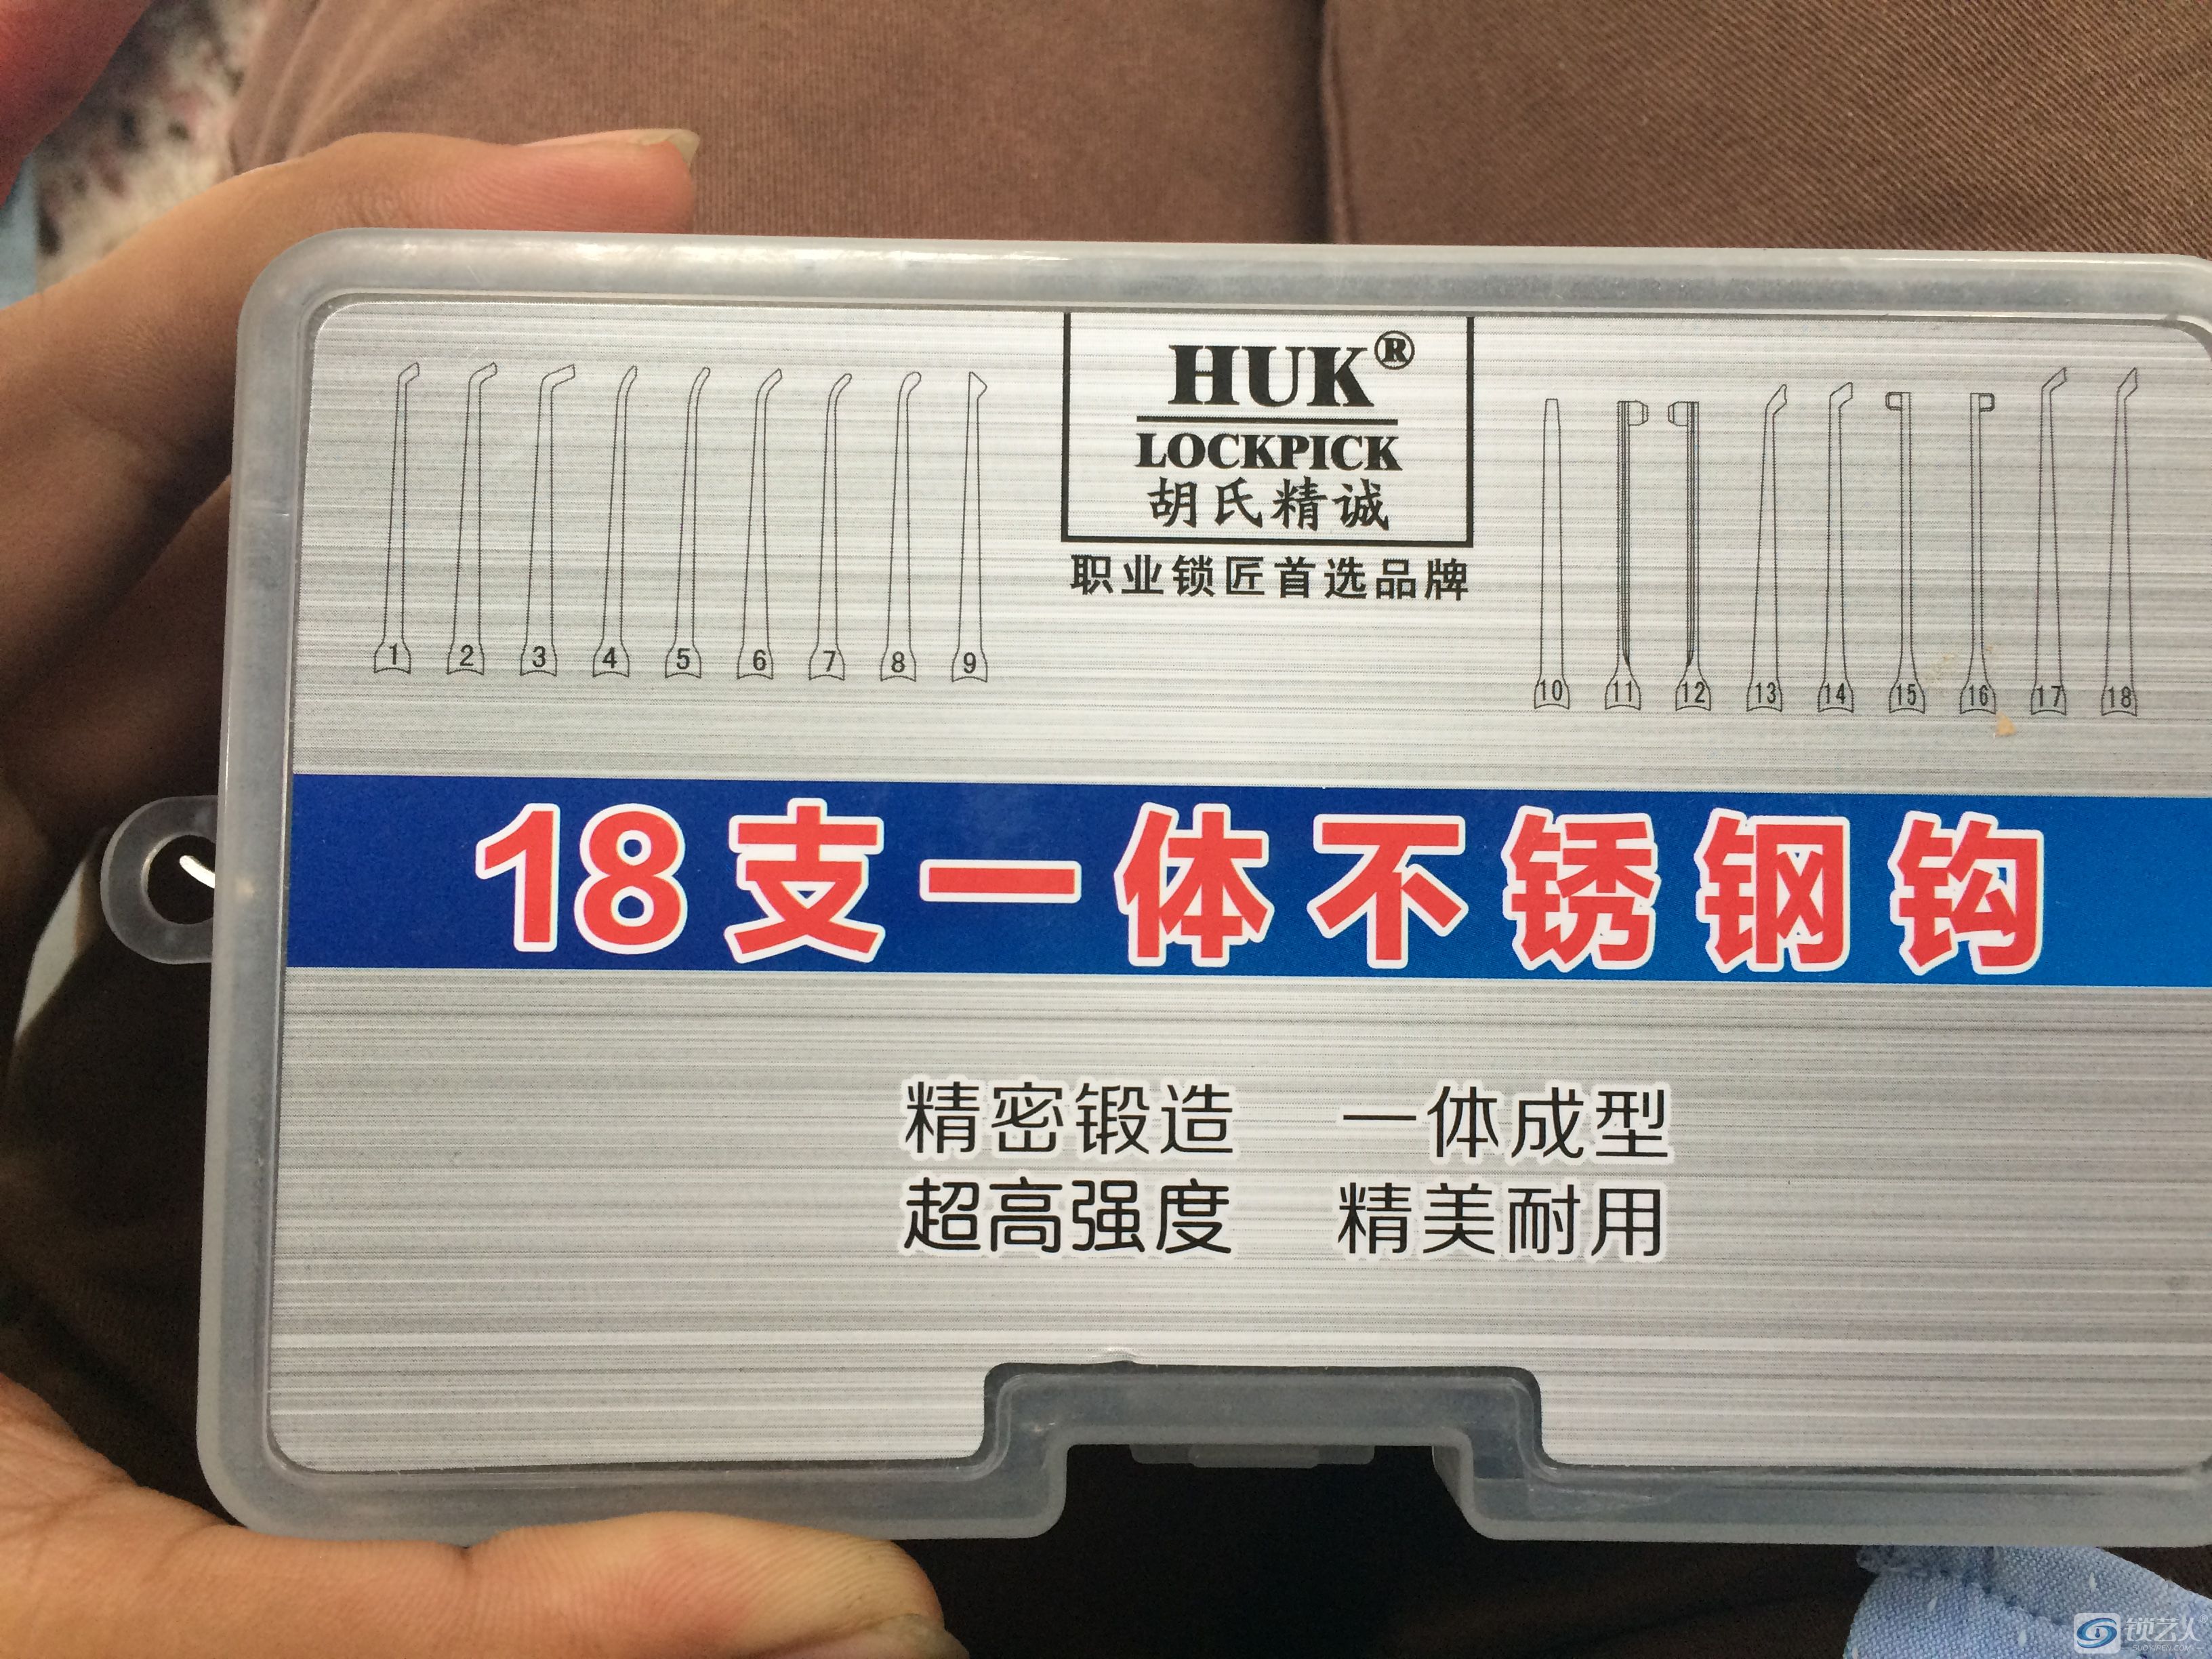 HUK®
LOCKPICK
胡氏精诚
职业锁匠首选品牌
1 2 3 4 5 6 7 8 9
10 11 12 13 14 15 16 17 18
18支一体不锈钢钩
精密锻造 一体成型
超高强度 精美耐用
锁艺人